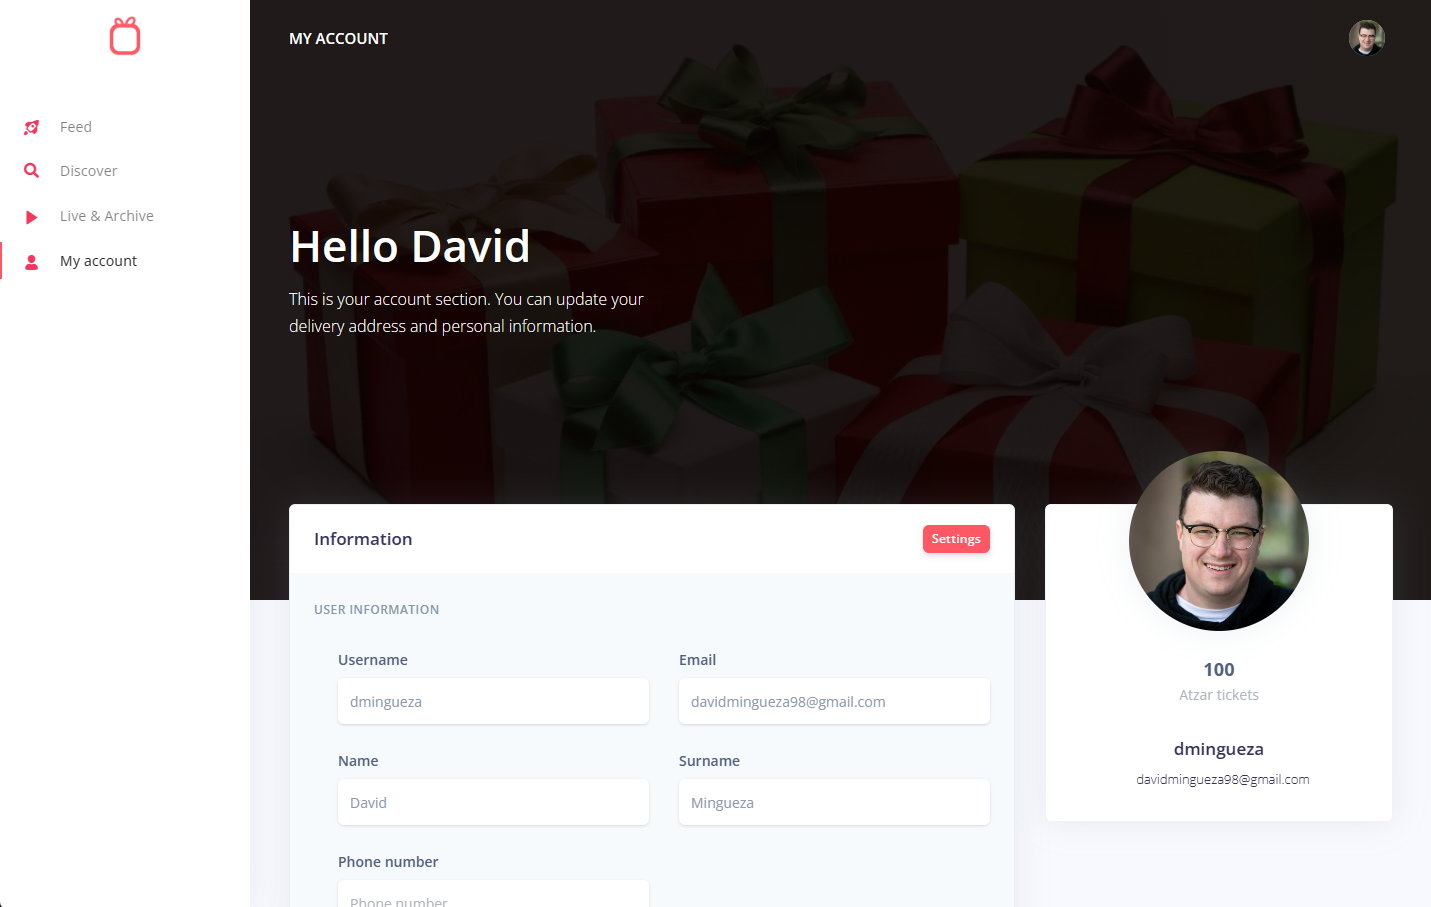 MY ACCOUNT
Feed
Discover
Live & Archive
My account
Hello David
This is your account section. You can update your
delivery address and personal information.
Information
Settings
USER INFORMATION
Username
Email
dmingueza
davidmingueza98@gmail.com
Name
Surname
David
Mingueza
Phone number
Phone number
100
Atzar tickets
dmingueza
davidmingueza98@gmail.com